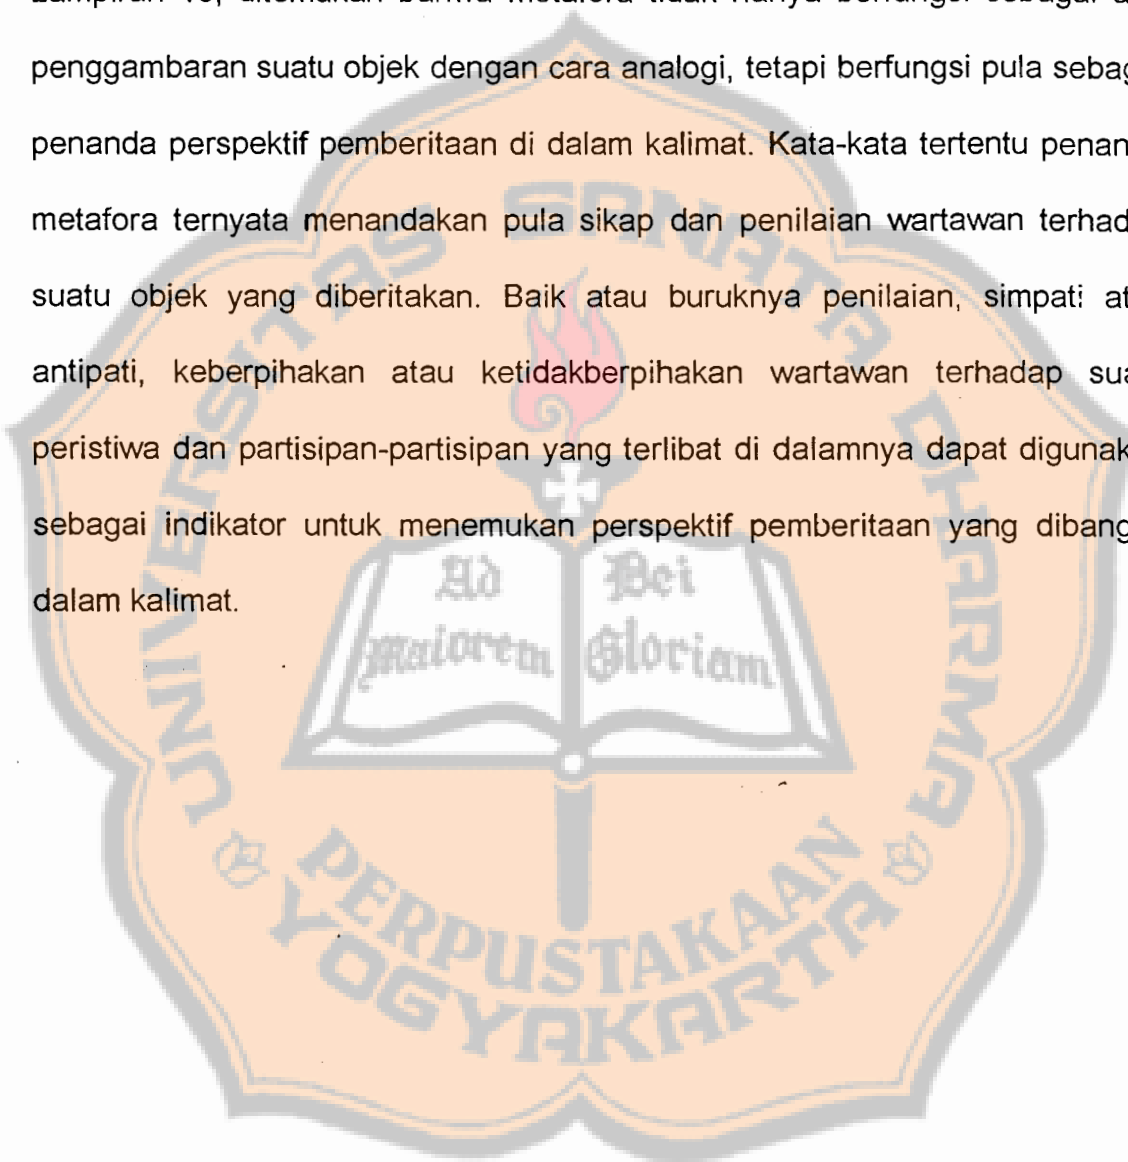 penggambaran suatu objek dengan cara analogi, tetapi berfungsi pula sebag
penanda perspektif pemberitaan di dalam kalimat. Kata-kata tertentu penan
metafora ternyata menandakan pula sikap dan penilaian wartawan terhad
suatu objek yang diberitakan. Baik atau buruknya penilaian, simpati at
antipati, keberpihakan atau ketidakberpihakan wartawan terhadap sua
peristiwa dan partisipan-partisipan yang terlibat di dalamnya dapat digunak
sebagai indikator untuk menemukan perspektif pemberitaan yang dibang
dalam kalimat.
UNIVERSITAS SANATA DHARMA
Ad Dei
maiorem Gloriam
PERPUSTAKAAN
YOGYAKARTA